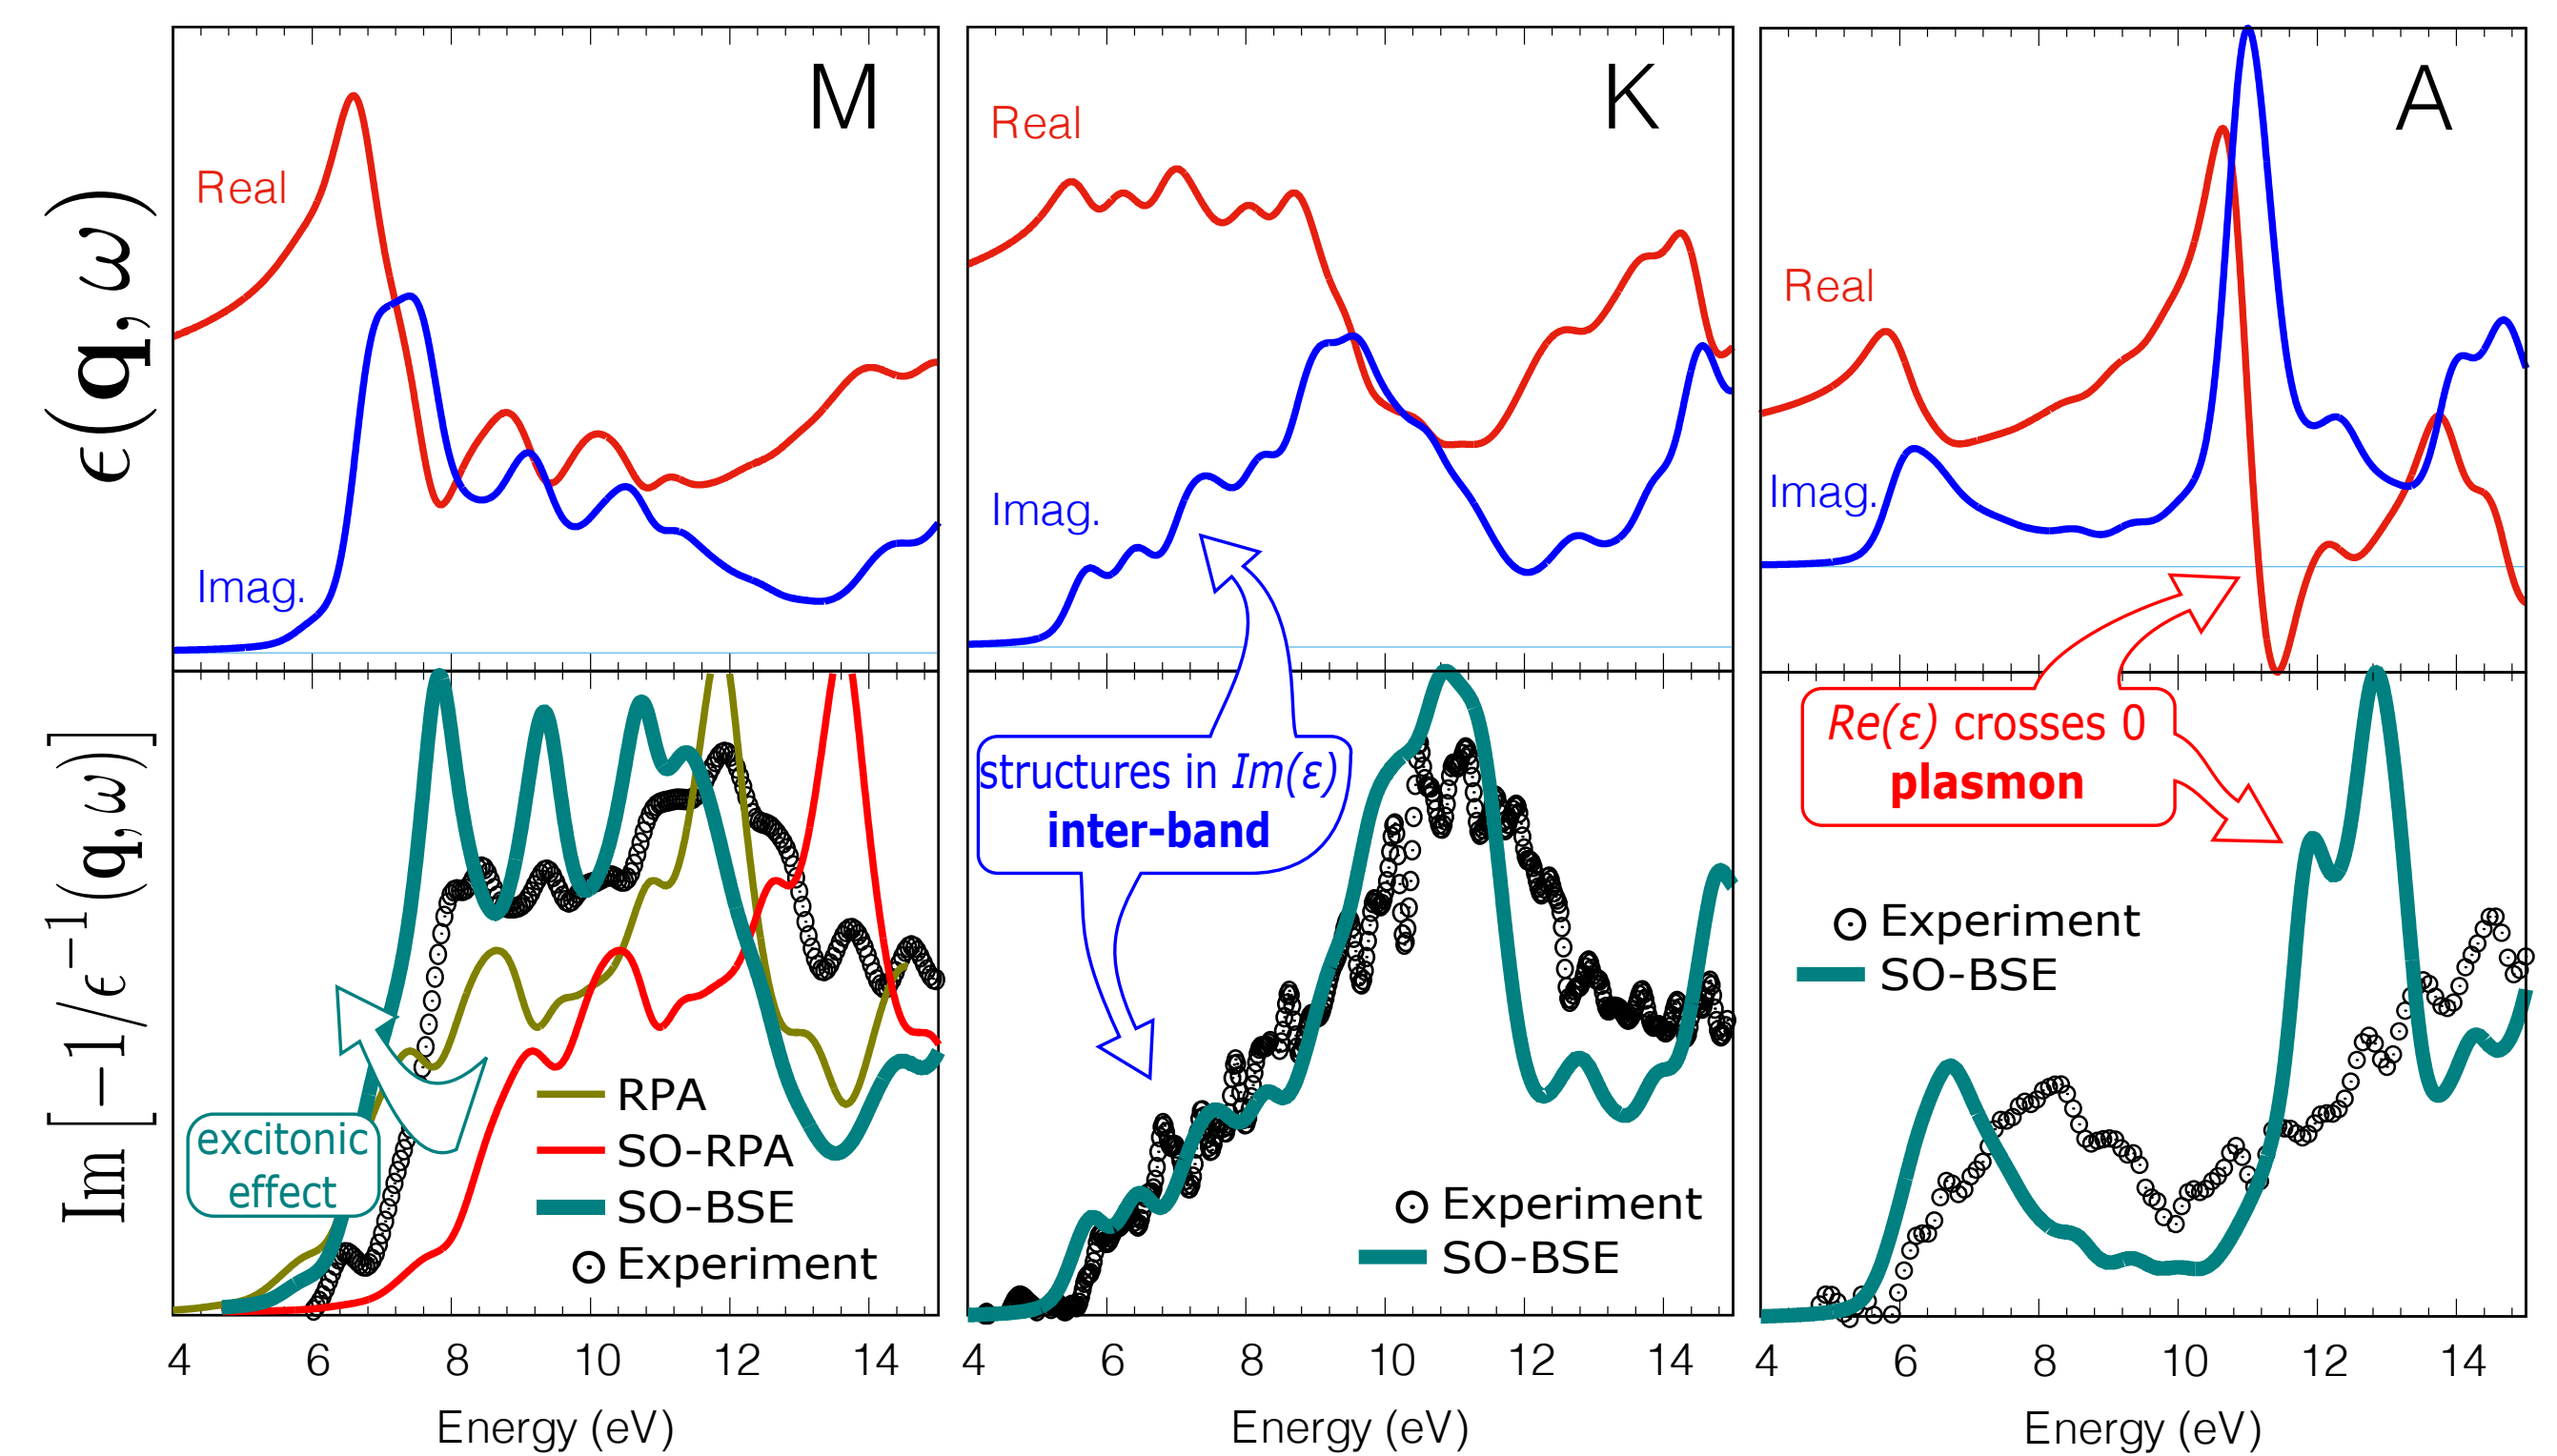 M
K
A
ϵ(q, ω)
Real
Imag.
Real
Imag.
Real
Imag.
Im [−1/ϵ⁻¹(q, ω)]
excitonic
effect
RPA
SO-RPA
SO-BSE
Experiment
structures in Im(ε)
inter-band
Experiment
SO-BSE
Re(ε) crosses 0
plasmon
Experiment
SO-BSE
4 6 8 10 12 14
4 6 8 10 12 14
4 6 8 10 12 14
Energy (eV)
Energy (eV)
Energy (eV)